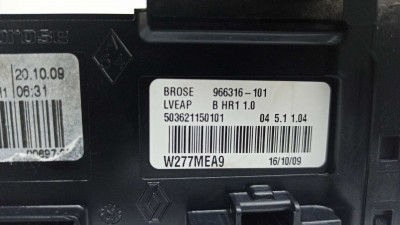 brose
20.10.09
06:31
BROSE 966316-101
LVEAP B HR1 1.0
503621150101 04 5.1 1.04
W277MEA9 16/10/09